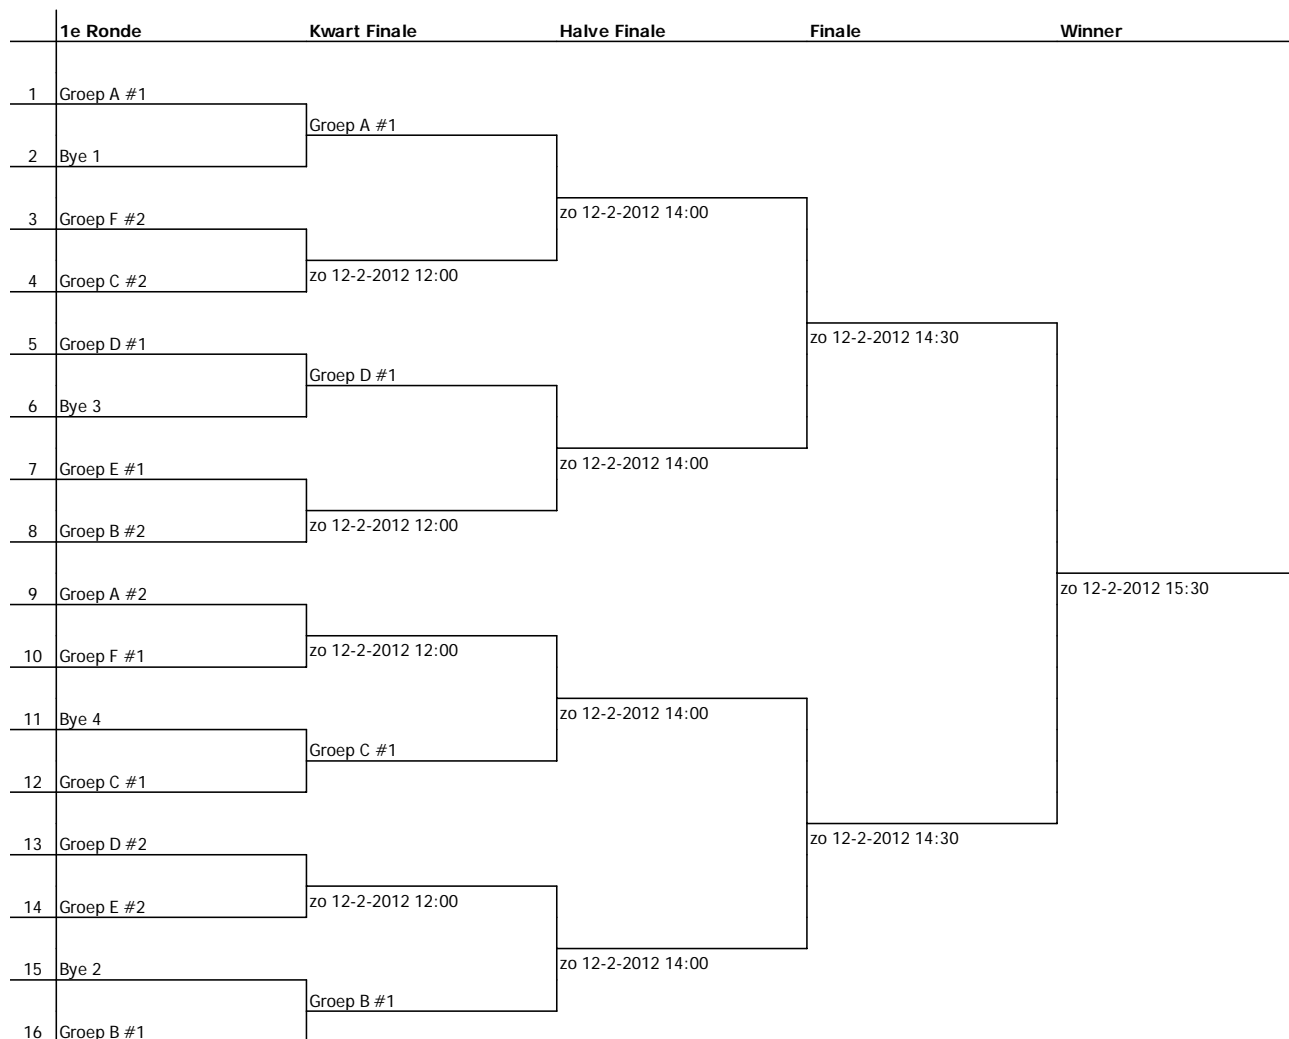 1e Ronde Kwart Finale Halve Finale Finale Winner
1 Groep A #1
Groep A #1
2 Bye 1
zo 12-2-2012 14:00
3 Groep F #2
zo 12-2-2012 12:00
4 Groep C #2
zo 12-2-2012 14:30
5 Groep D #1
Groep D #1
6 Bye 3
zo 12-2-2012 14:00
7 Groep E #1
zo 12-2-2012 12:00
8 Groep B #2
zo 12-2-2012 15:30
9 Groep A #2
zo 12-2-2012 12:00
10 Groep F #1
zo 12-2-2012 14:00
11 Bye 4
Groep C #1
12 Groep C #1
zo 12-2-2012 14:30
13 Groep D #2
zo 12-2-2012 12:00
14 Groep E #2
zo 12-2-2012 14:00
15 Bye 2
Groep B #1
16 Groep B #1